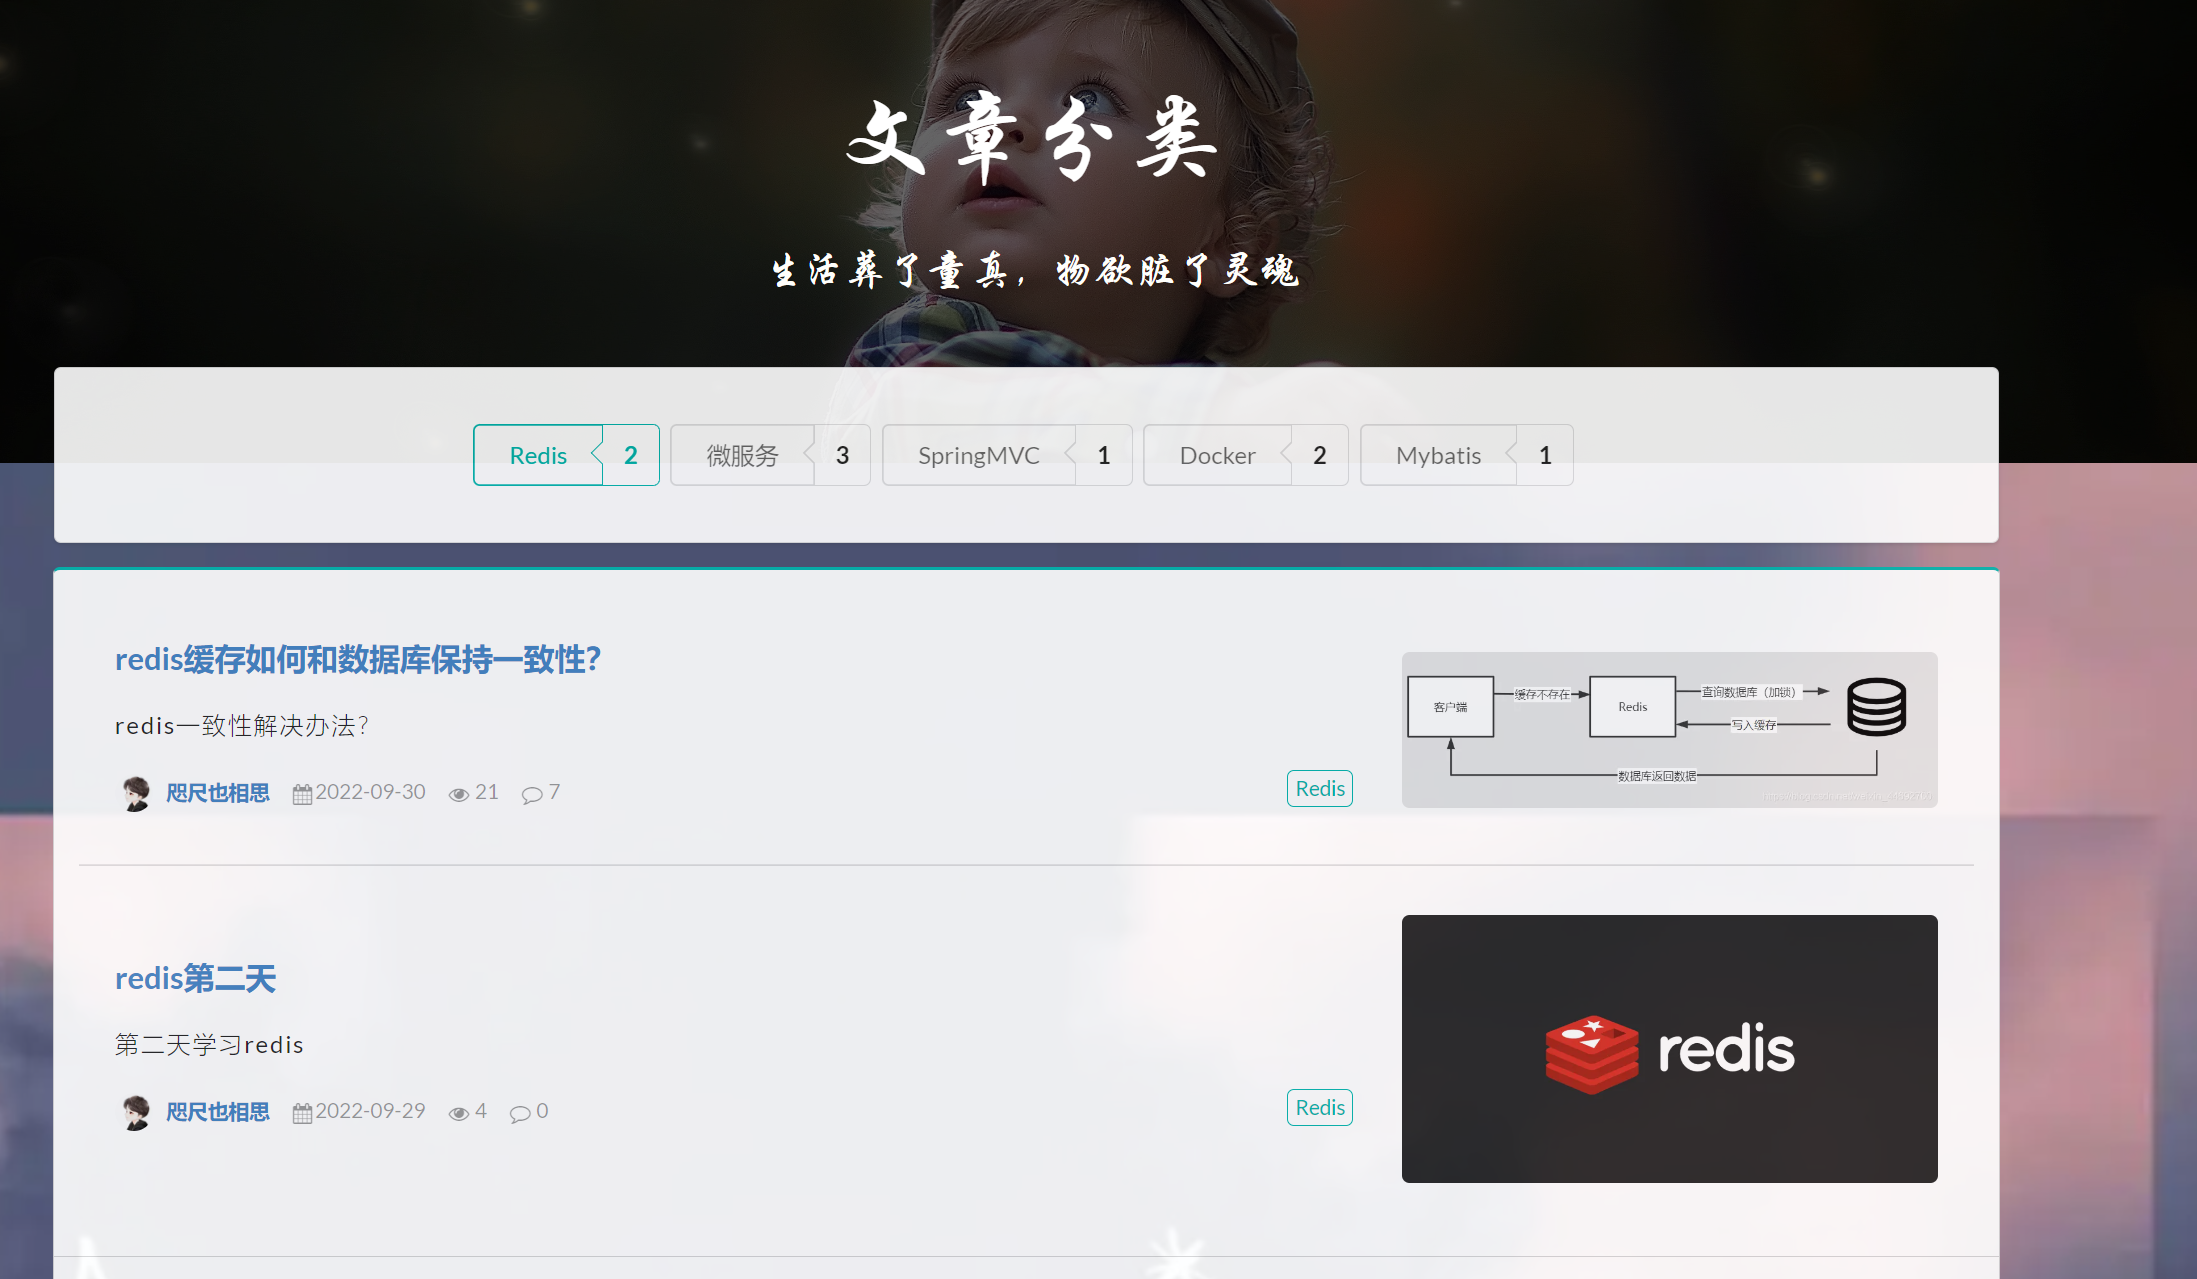 文章分类
生活葬了童真，物欲脏了灵魂
Redis 2 微服务 3 SpringMVC 1 Docker 2 Mybatis 1
redis缓存如何和数据库保持一致性?
redis一致性解决办法?
咫尺也相思 2022-09-30 21 7
Redis
客户端
缓存不存在
Redis
查询数据库（加锁）
写入缓存
数据库返回数据
redis第二天
第二天学习redis
咫尺也相思 2022-09-29 4 0
Redis
redis